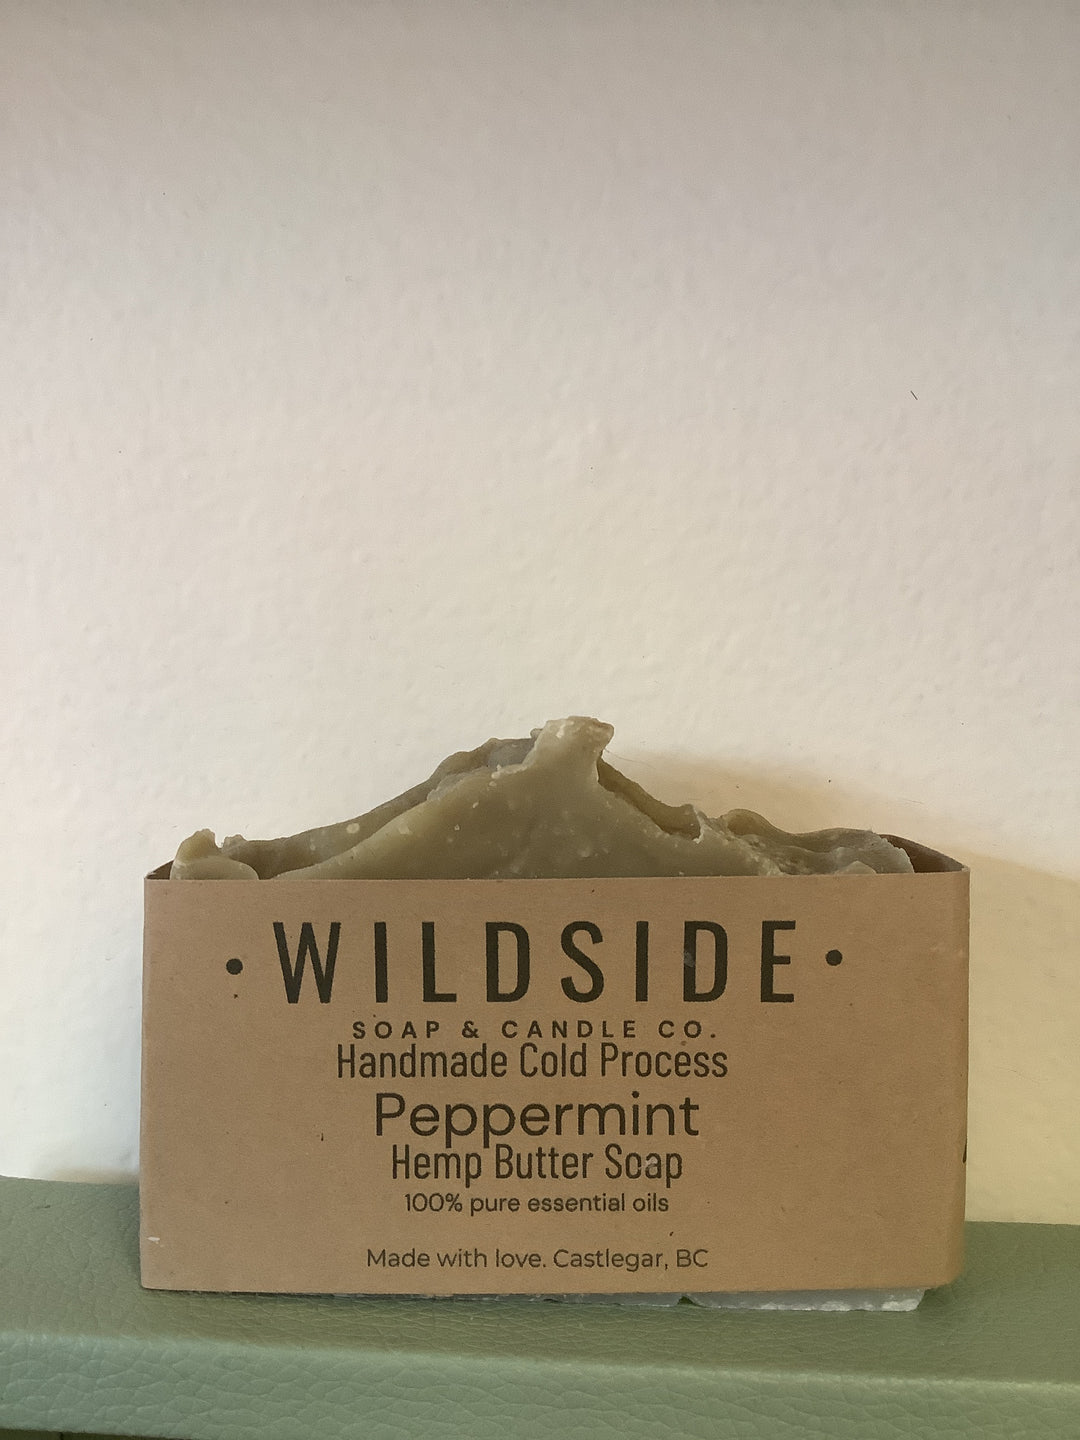 • WILDSIDE •
SOAP & CANDLE CO.
Handmade Cold Process
Peppermint
Hemp Butter Soap
100% pure essential oils
Made with love. Castlegar, BC